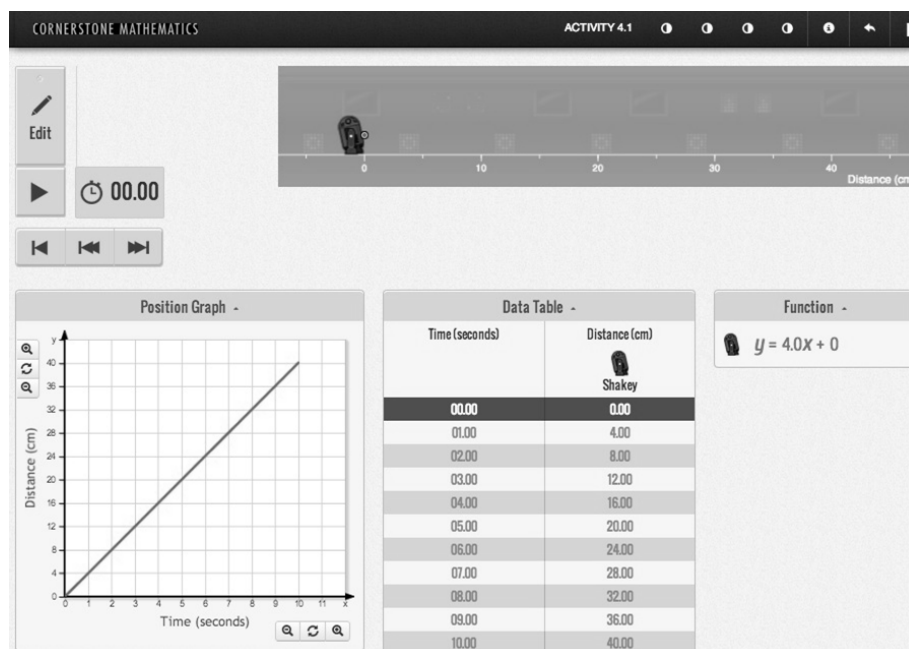 CORNERSTONE MATHEMATICS
ACTIVITY 4.1
Edit
00.00
0 10 20 30 40
Distance (cm
Position Graph
y
40
36
32
28
24
20
16
12
8
4
0
0 1 2 3 4 5 6 7 8 9 10 11 x
Distance (cm)
Time (seconds)
Data Table
Time (seconds) Distance (cm)
Shakey
00.00 0.00
01.00 4.00
02.00 8.00
03.00 12.00
04.00 16.00
05.00 20.00
06.00 24.00
07.00 28.00
08.00 32.00
09.00 36.00
10.00 40.00
Function
y = 4.0x + 0